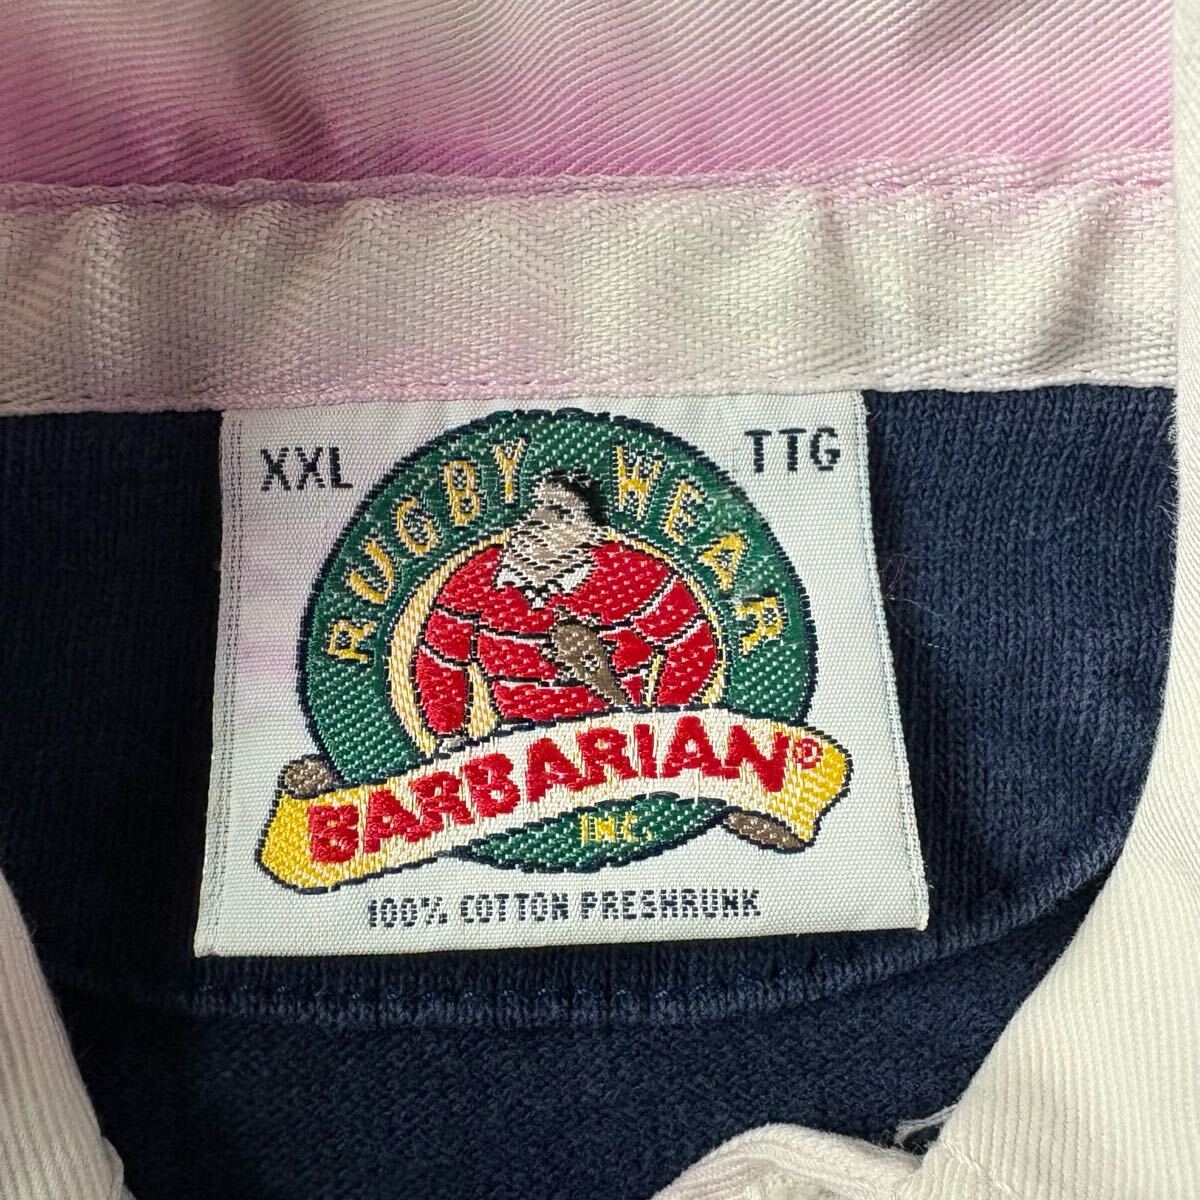 XXL TTG
RUGBY WEAR
BARBARIAN®
INC.
100% COTTON PRESHRUNK